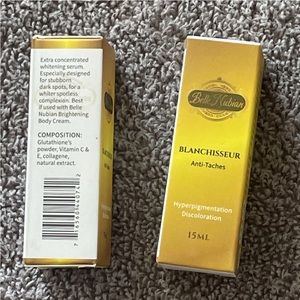 Extra concentrated
whitening serum.
Especially designed
for stubborn
dark spots, for a
whiter spotless
complexion. Best
if used with Belle
Nubian Brightening
Body Cream.
COMPOSITION:
Glutathione's
powder, Vitamin C &
E, collagene,
natural extract.
Belle Nubian
BLANCHISSEUR
Anti-Taches
Hyperpigmentation
Discoloration
15ML